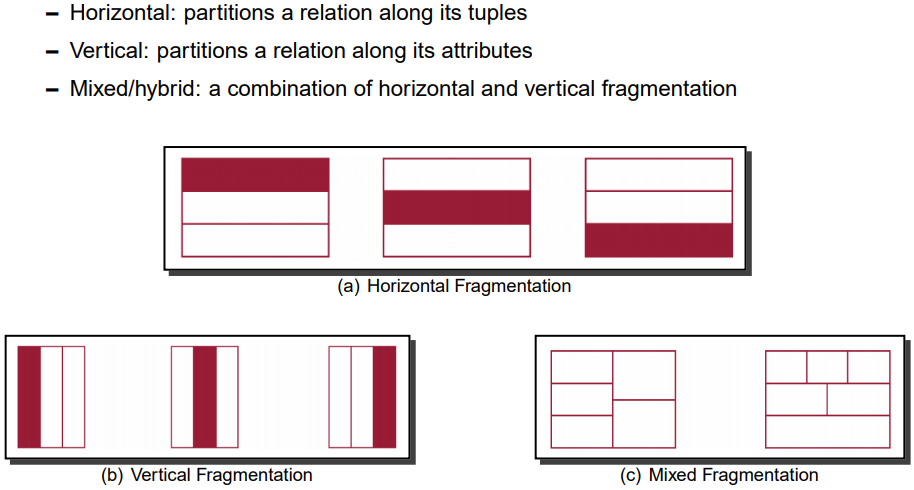 – Horizontal: partitions a relation along its tuples
– Vertical: partitions a relation along its attributes
– Mixed/hybrid: a combination of horizontal and vertical fragmentation
(a) Horizontal Fragmentation
(b) Vertical Fragmentation
(c) Mixed Fragmentation